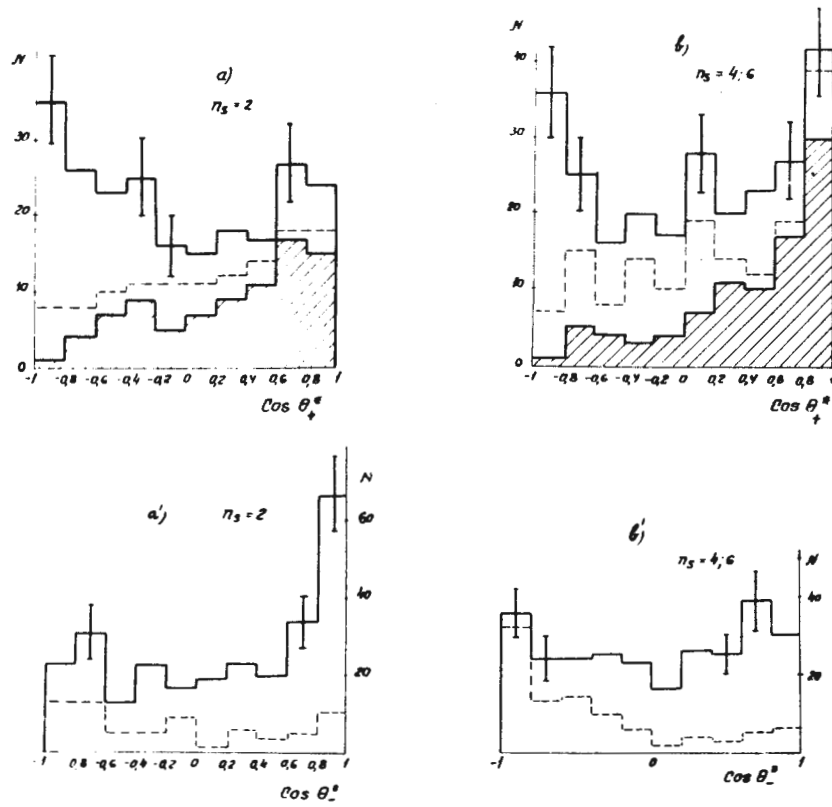 N
a)
n_s = 2
30
20
10
0
-1 -0,8 -0,6 -0,4 -0,2 0 0,2 0,4 0,6 0,8 1
Cos θ₊*
N
b)
n_s = 4; 6
40
30
20
10
0
-1 -0,8 -0,6 -0,4 -0,2 0 0,2 0,4 0,6 0,8 1
Cos θ₊*
a') n_s = 2
N
60
40
20
-1 0,8 -0,6 -0,4 -0,2 0 0,2 0,4 0,6 0,8 1
Cos θ₋*
b')
n_s = 4; 6
N
40
20
-1 0 1
Cos θ₋*